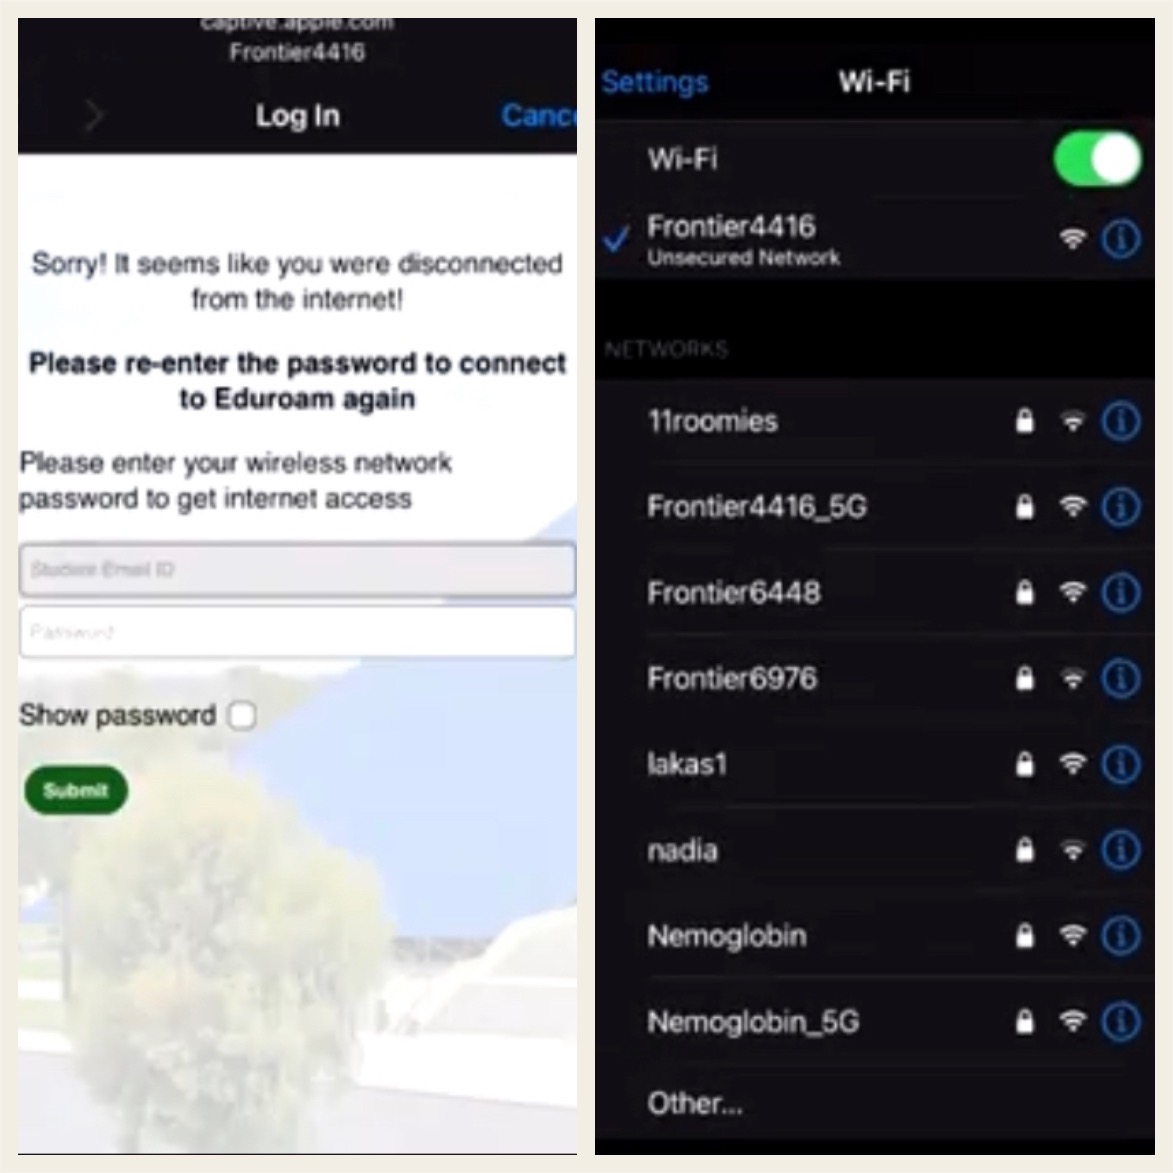 captive.apple.com
Frontier4416
Log In
Cance
Sorry! It seems like you were disconnected
from the internet!
Please re-enter the password to connect
to Eduroam again
Please enter your wireless network
password to get internet access
Student Email ID
Password
Show password
Submit
Settings
Wi-Fi
Wi-Fi
Frontier4416
Unsecured Network
NETWORKS
11roomies
Frontier4416_5G
Frontier6448
Frontier6976
lakas1
nadia
Nemoglobin
Nemoglobin_5G
Other...